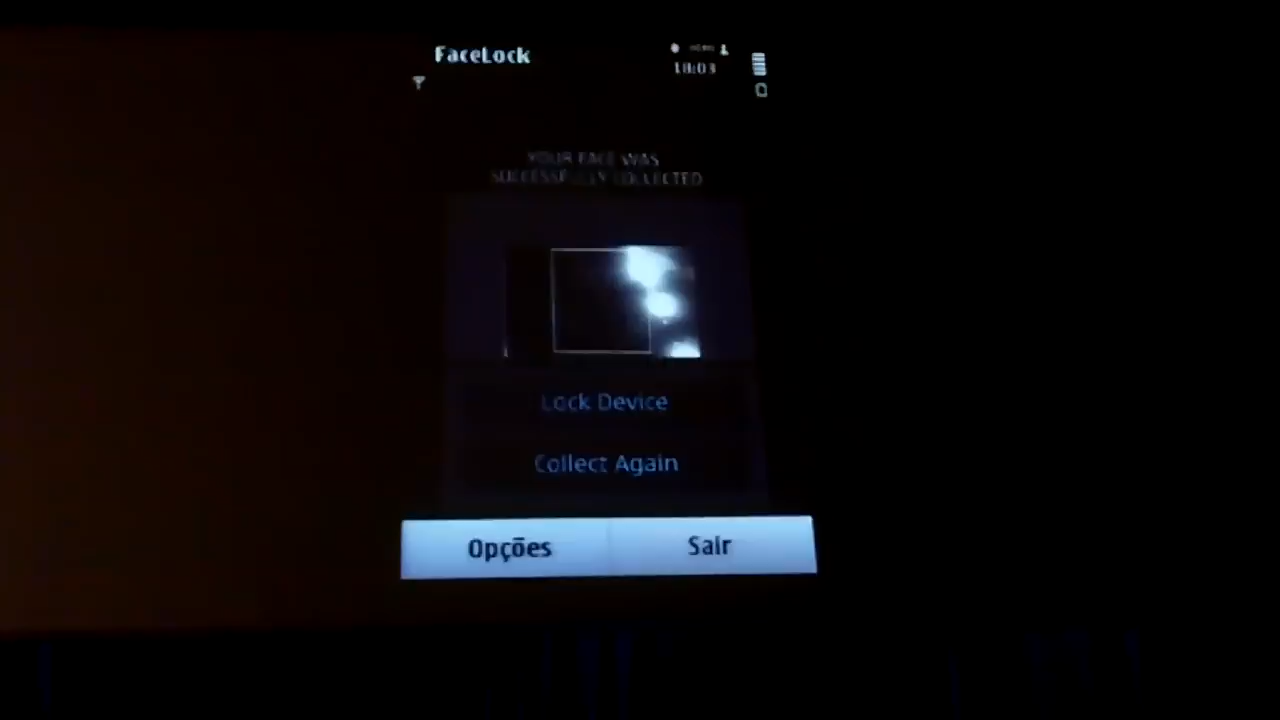 FaceLock
18:03
YOUR FACE WAS
SUCCESSFULLY COLLECTED
Lock Device
Collect Again
Opções
Sair